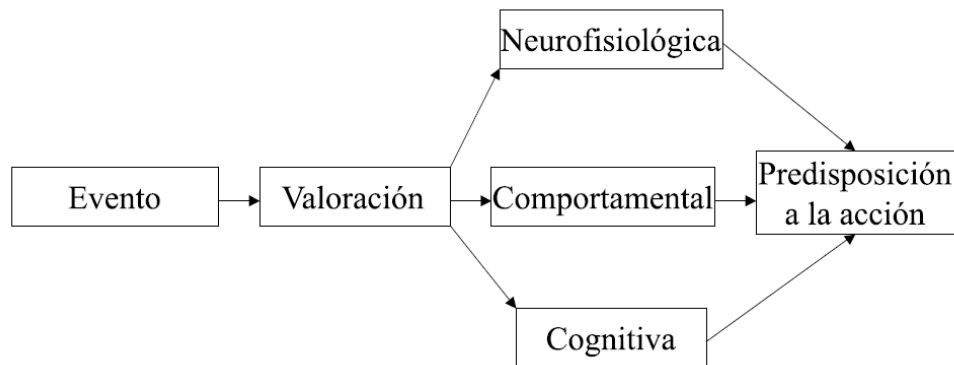 Neurofisiológica
Evento
Valoración
Comportamental
Predisposición
a la acción
Cognitiva